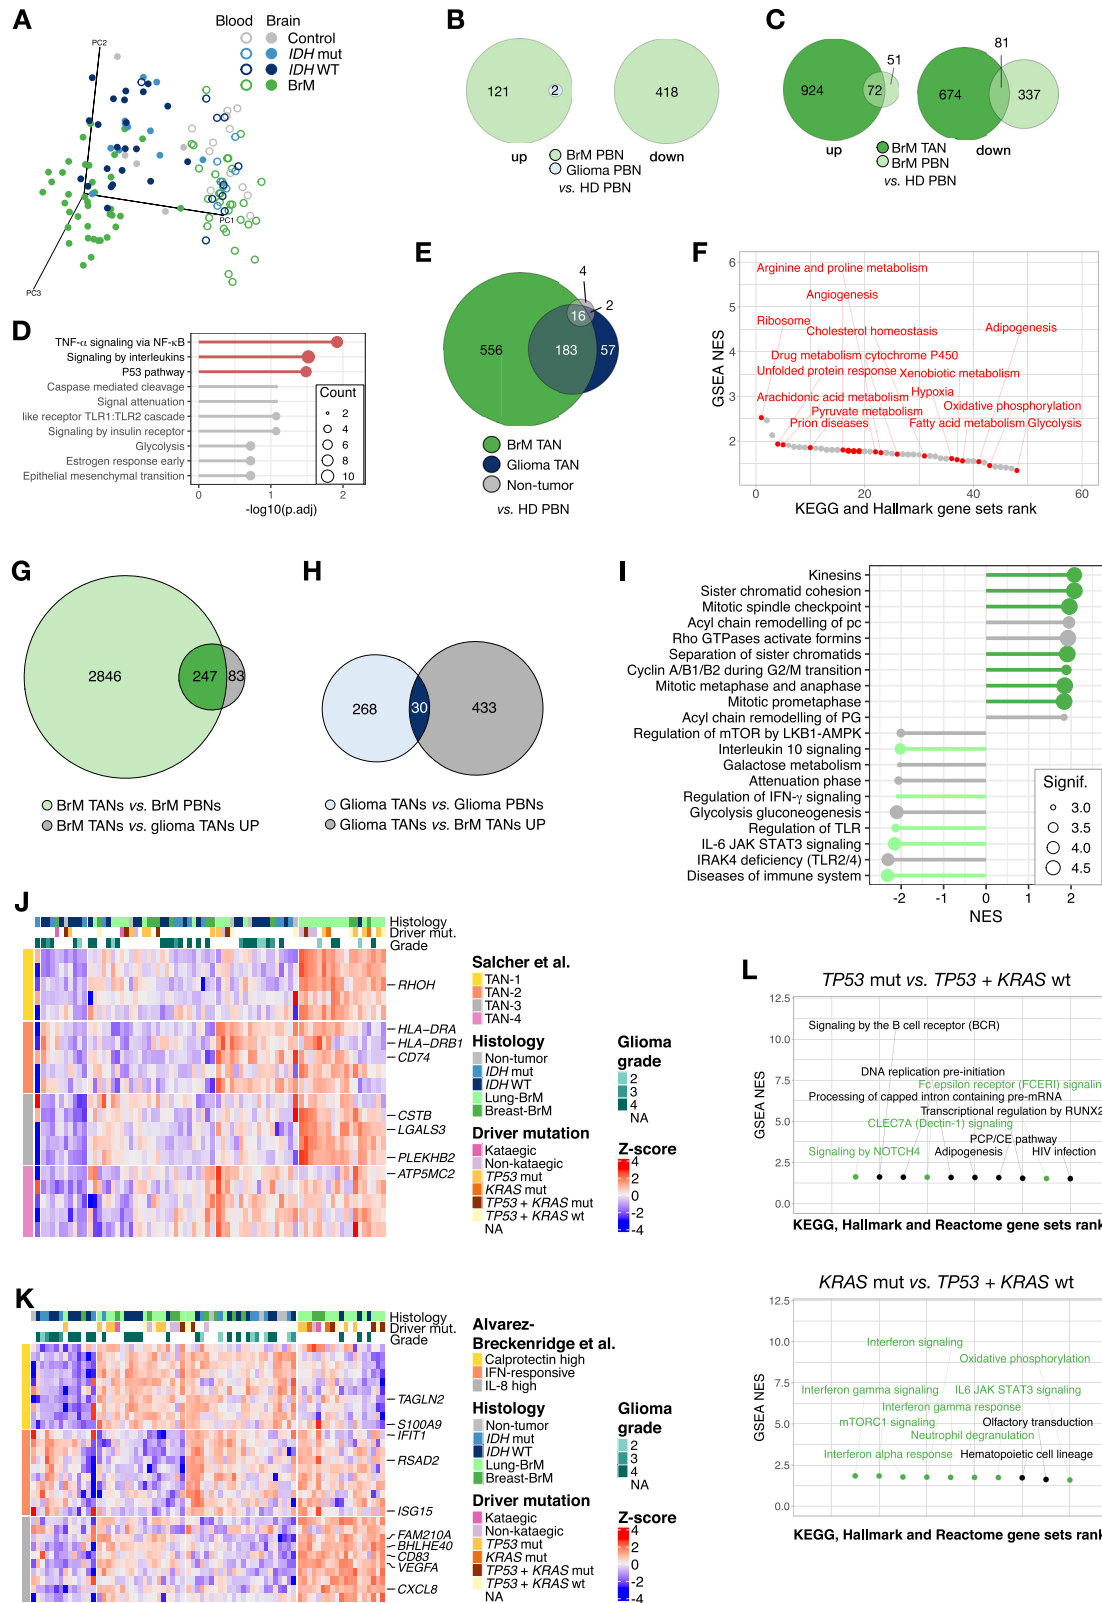 A
Blood Brain
Control
IDH mut
IDH WT
BrM
PC2
PC1
PC3
B
121
2
418
up
down
BrM PBN
Glioma PBN
vs. HD PBN
C
924
72
51
674
81
337
up
down
BrM TAN
BrM PBN
vs. HD PBN
D
TNF-α signaling via NF-κB
Signaling by interleukins
P53 pathway
Caspase mediated cleavage
Signal attenuation
like receptor TLR1:TLR2 cascade
Signaling by insulin receptor
Glycolysis
Estrogen response early
Epithelial mesenchymal transition
Count
2
4
6
8
10
0 1 2
-log10(p.adj)
E
4
2
16
556
183
57
BrM TAN
Glioma TAN
Non-tumor
vs. HD PBN
F
GSEA NES
6
5
4
3
2
Arginine and proline metabolism
Angiogenesis
Ribosome
Cholesterol homeostasis
Adipogenesis
Drug metabolism cytochrome P450
Unfolded protein response
Xenobiotic metabolism
Arachidonic acid metabolism
Hypoxia
Pyruvate metabolism
Oxidative phosphorylation
Prion diseases
Fatty acid metabolism
Glycolysis
0 20 40 60
KEGG and Hallmark gene sets rank
G
2846
247
83
BrM TANs vs. BrM PBNs
BrM TANs vs. glioma TANs UP
H
268
30
433
Glioma TANs vs. Glioma PBNs
Glioma TANs vs. BrM TANs UP
I
Kinesins
Sister chromatid cohesion
Mitotic spindle checkpoint
Acyl chain remodelling of pc
Rho GTPases activate formins
Separation of sister chromatids
Cyclin A/B1/B2 during G2/M transition
Mitotic metaphase and anaphase
Mitotic prometaphase
Acyl chain remodelling of PG
Regulation of mTOR by LKB1-AMPK
Interleukin 10 signaling
Galactose metabolism
Attenuation phase
Regulation of IFN-γ signaling
Glycolysis gluconeogenesis
Regulation of TLR
IL-6 JAK STAT3 signaling
IRAK4 deficiency (TLR2/4)
Diseases of immune system
Signif.
3.0
3.5
4.0
4.5
-2 -1 0 1 2
NES
J
Histology
Driver mut.
Grade
RHOH
HLA−DRA
HLA−DRB1
CD74
CSTB
LGALS3
PLEKHB2
ATP5MC2
Salcher et al.
TAN-1
TAN-2
TAN-3
TAN-4
Histology
Non-tumor
IDH mut
IDH WT
Lung-BrM
Breast-BrM
Driver mutation
Kataegic
Non-kataegic
TP53 mut
KRAS mut
TP53 + KRAS mut
TP53 + KRAS wt
NA
Glioma
grade
2
3
4
NA
Z-score
4
2
0
-2
-4
K
Histology
Driver mut.
Grade
TAGLN2
S100A9
IFIT1
RSAD2
ISG15
FAM210A
BHLHE40
CD83
VEGFA
CXCL8
Alvarez-
Breckenridge et al.
Calprotectin high
IFN-responsive
IL-8 high
Histology
Non-tumor
IDH mut
IDH WT
Lung-BrM
Breast-BrM
Driver mutation
Kataegic
Non-kataegic
TP53 mut
KRAS mut
TP53 + KRAS mut
TP53 + KRAS wt
NA
Glioma
grade
2
3
4
NA
Z-score
4
2
0
-2
-4
L
TP53 mut vs. TP53 + KRAS wt
GSEA NES
12.5
10.0
7.5
5.0
2.5
0.0
Signaling by the B cell receptor (BCR)
DNA replication pre-initiation
Fc epsilon receptor (FCERI) signaling
Processing of capped intron containing pre-mRNA
Transcriptional regulation by RUNX2
CLEC7A (Dectin-1) signaling
PCP/CE pathway
Signaling by NOTCH4
Adipogenesis
HIV infection
KEGG, Hallmark and Reactome gene sets rank
KRAS mut vs. TP53 + KRAS wt
GSEA NES
12.5
10.0
7.5
5.0
2.5
0.0
Interferon signaling
Oxidative phosphorylation
Interferon gamma signaling
IL6 JAK STAT3 signaling
Interferon gamma response
mTORC1 signaling
Olfactory transduction
Neutrophil degranulation
Interferon alpha response
Hematopoietic cell lineage
KEGG, Hallmark and Reactome gene sets rank